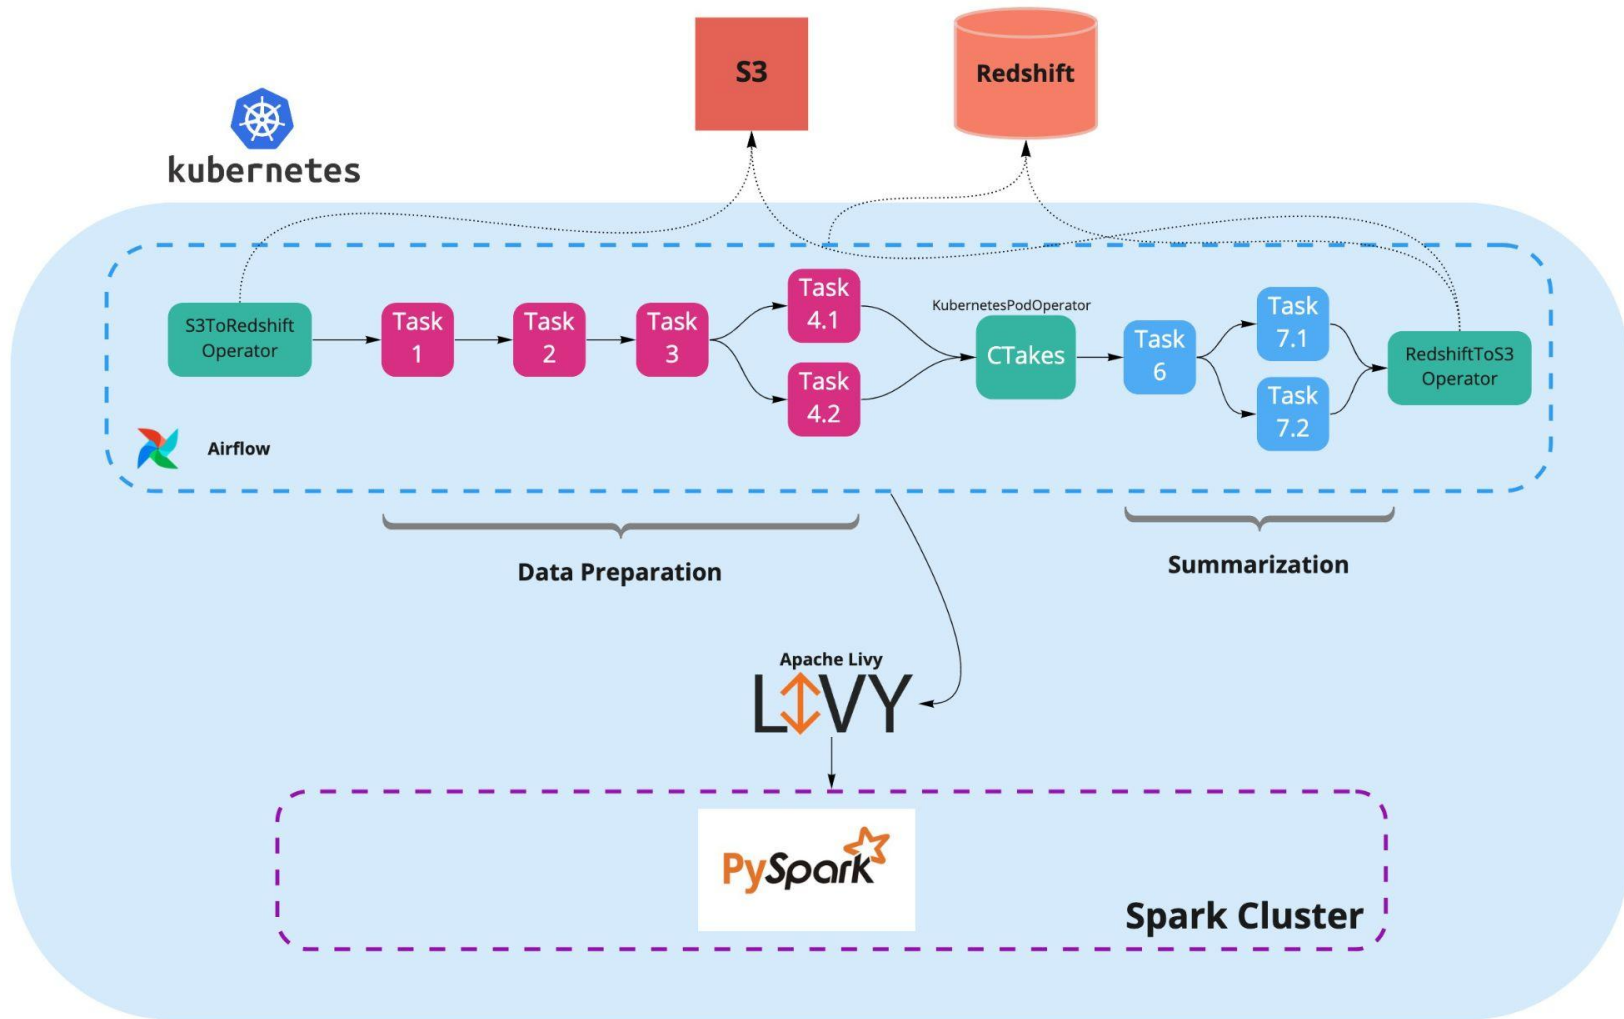 S3
Redshift
kubernetes
S3ToRedshift
Operator
Task
1
Task
2
Task
3
Task
4.1
Task
4.2
KubernetesPodOperator
CTakes
Task
6
Task
7.1
Task
7.2
RedshiftToS3
Operator
Airflow
Data Preparation
Summarization
Apache Livy
LIVY
PySpark
Spark Cluster